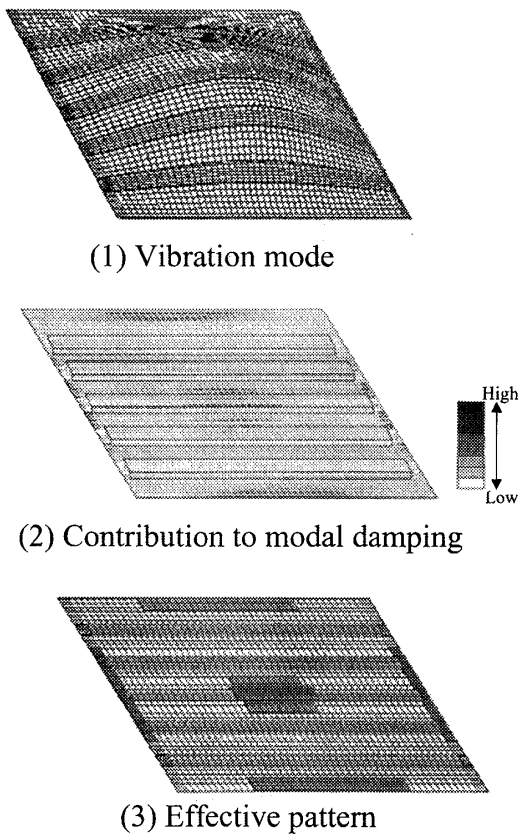 (1) Vibration mode
High
Low
(2) Contribution to modal damping
(3) Effective pattern